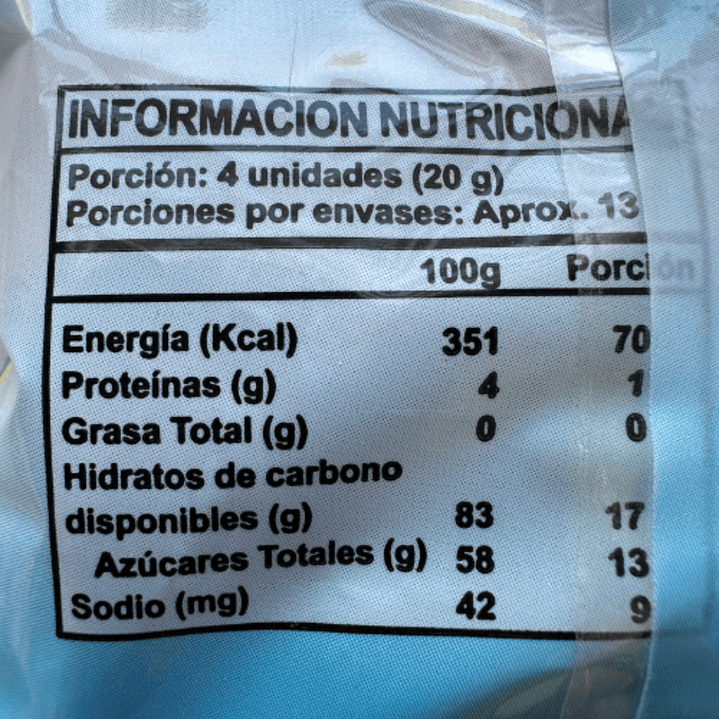 INFORMACION NUTRICIONA
Porción: 4 unidades (20 g)
Porciones por envases: Aprox. 13
100g Porción
Energía (Kcal) 351 70
Proteínas (g) 4 1
Grasa Total (g) 0 0
Hidratos de carbono
disponibles (g) 83 17
Azúcares Totales (g) 58 13
Sodio (mg) 42 9